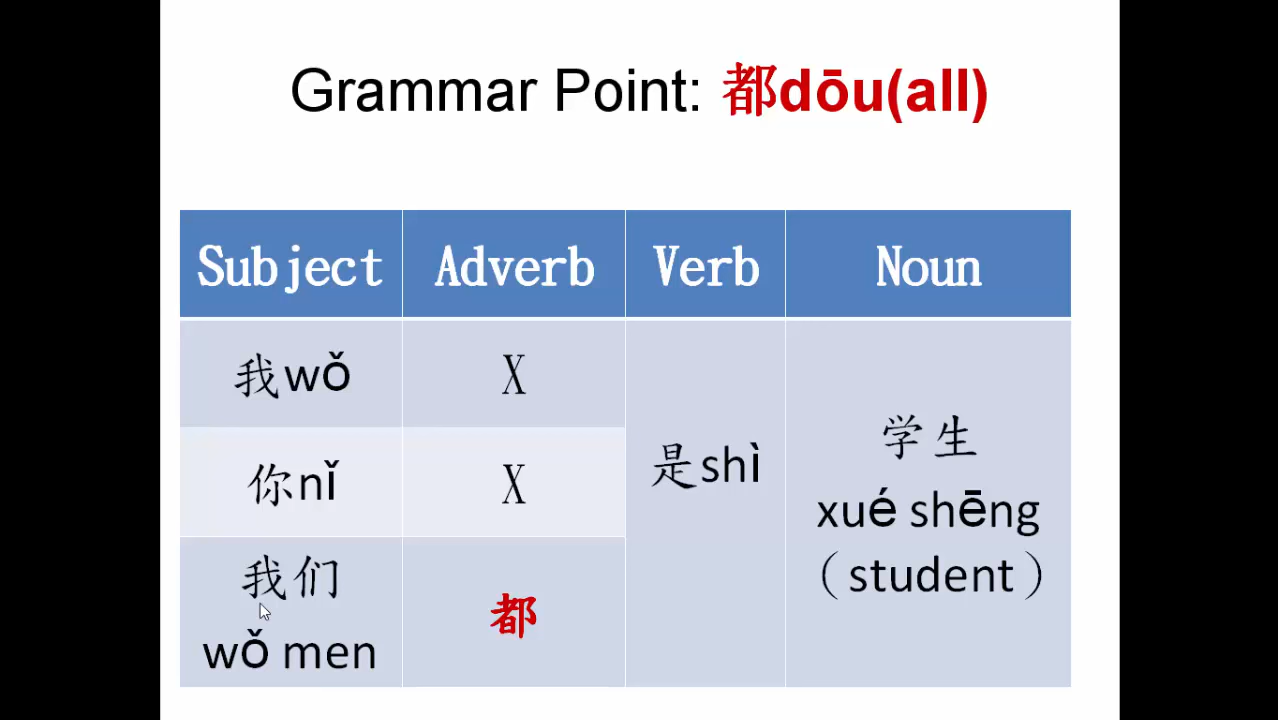 Grammar Point: 都dōu(all)
Subject Adverb Verb Noun
我wǒ X
你nǐ X
我们
wǒ men
都
是shì
学生
xué shēng
（student）